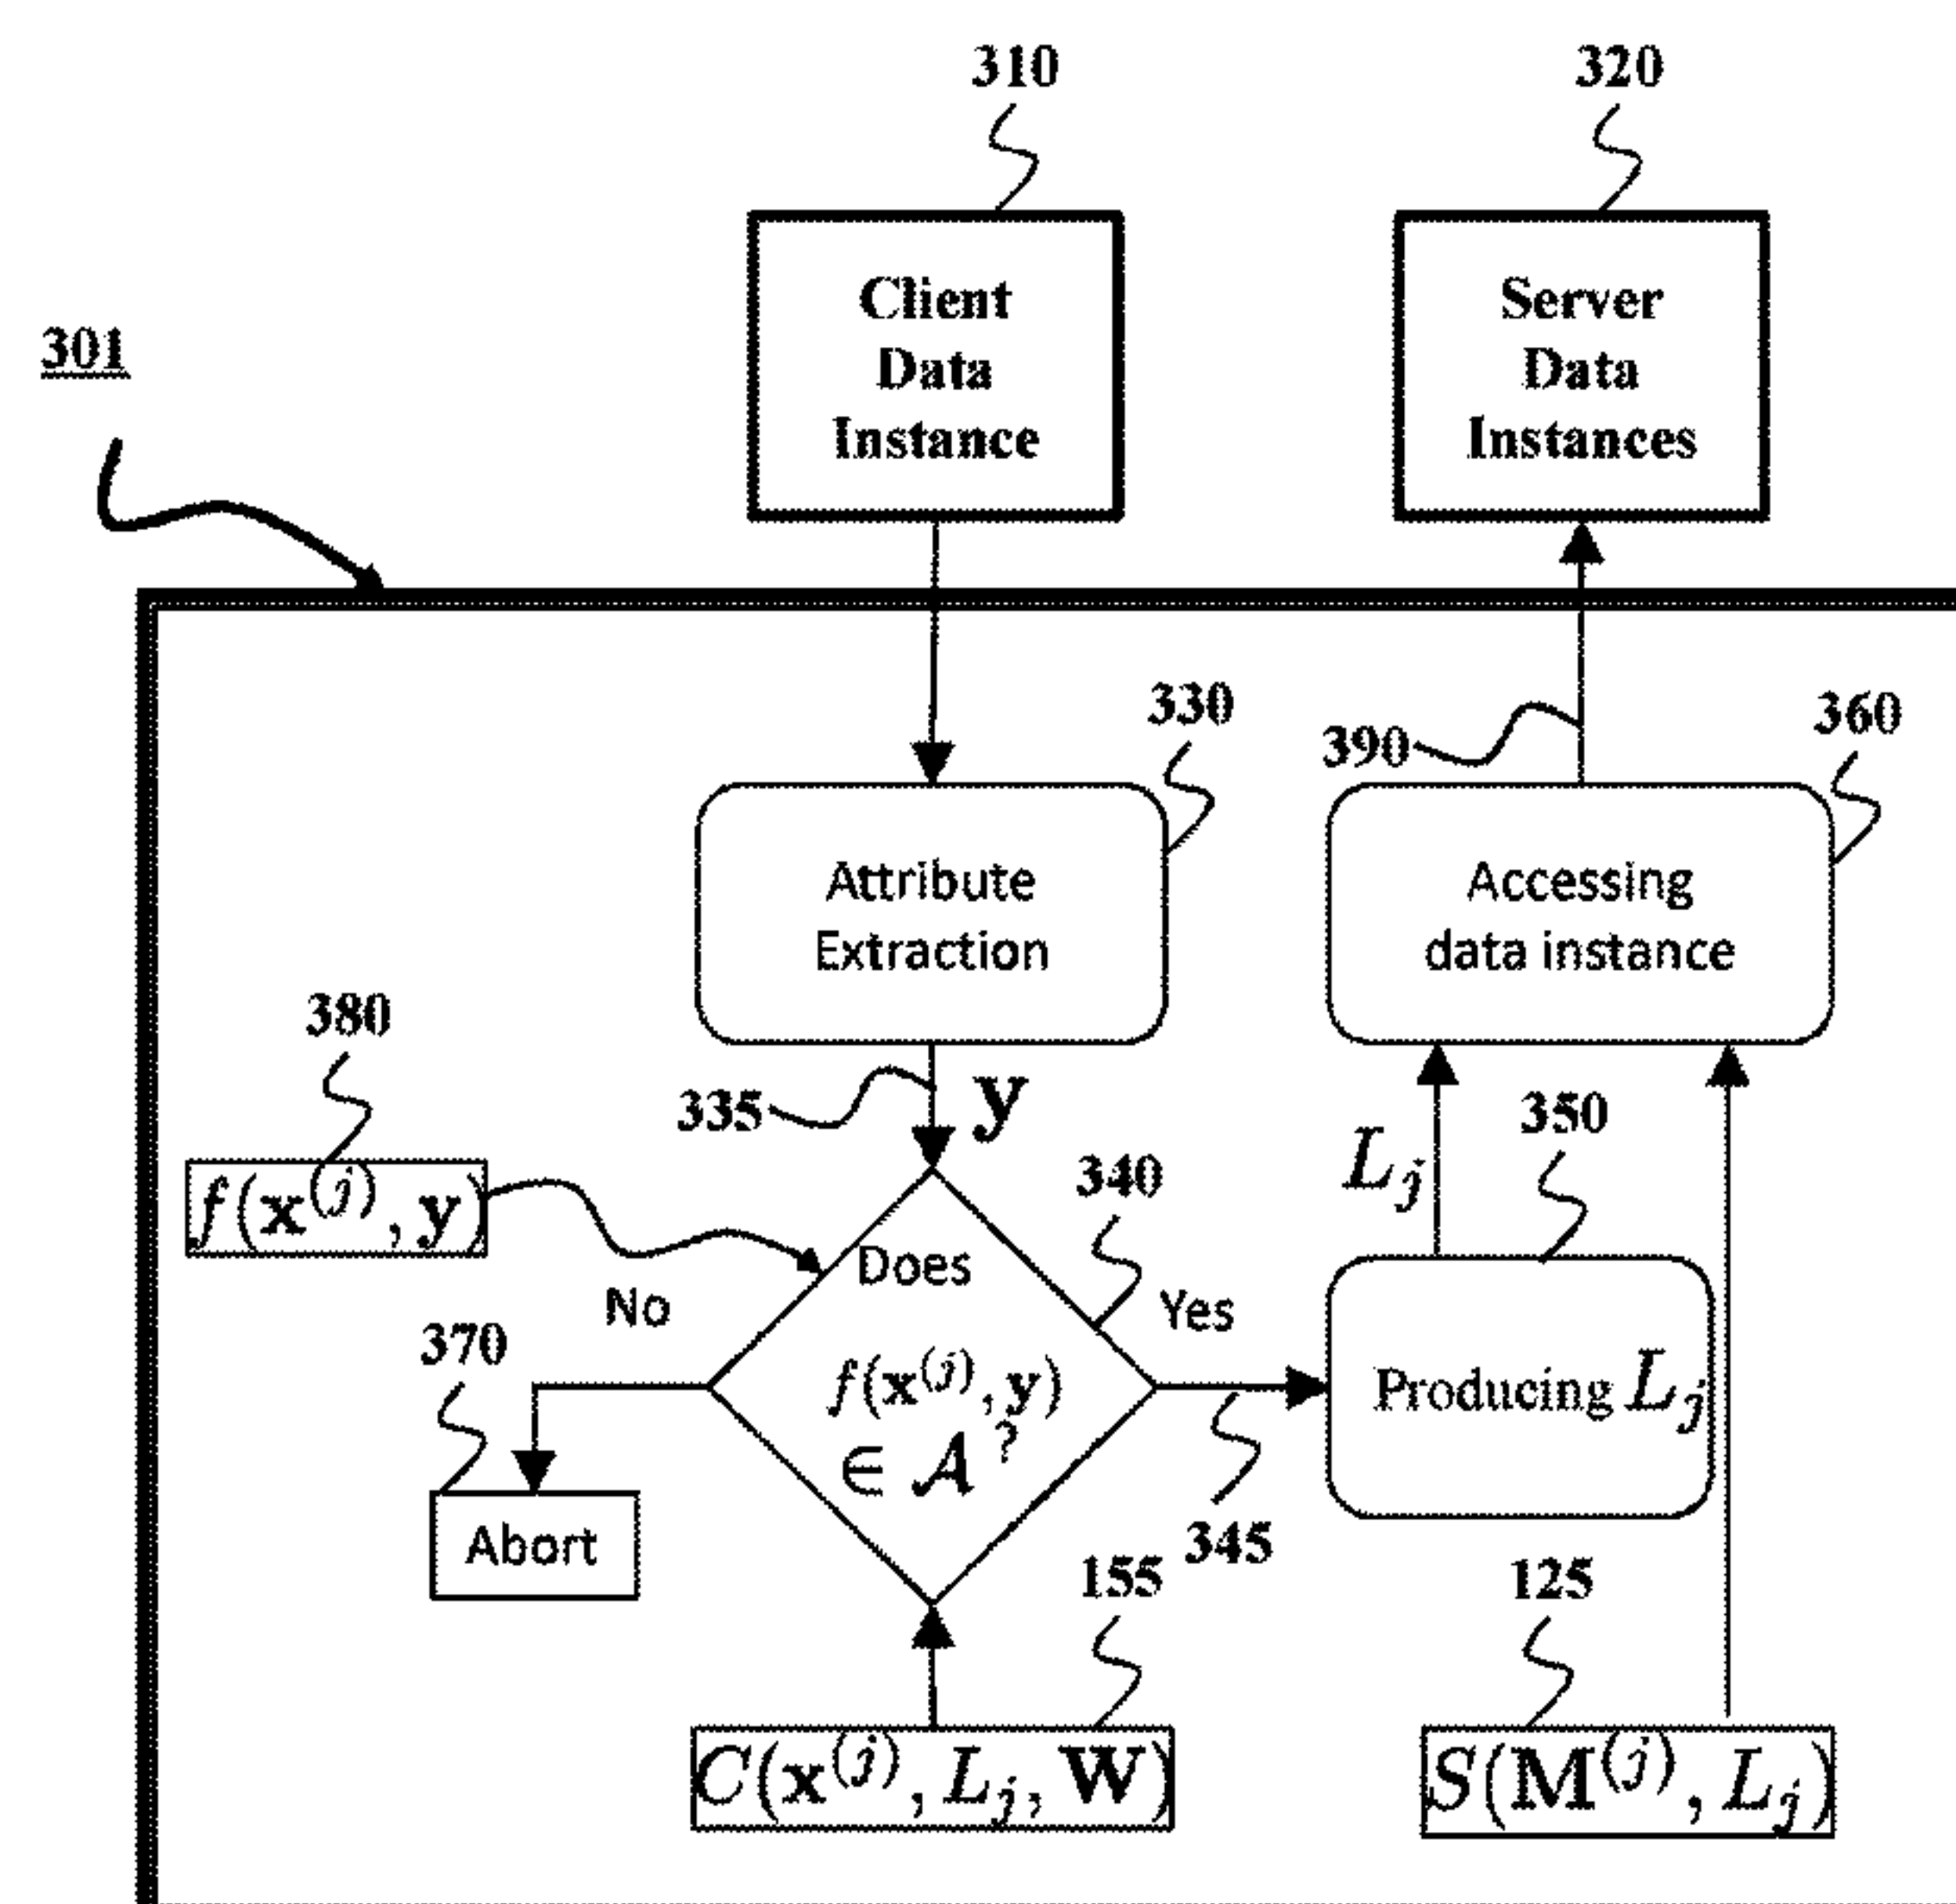 310
320
Client
Data
Instance
Server
Data
Instances
301
330
360
390
Attribute
Extraction
Accessing
data instance
380
335
y
350
L_j
340
f(x^(j), y)
Does
No
Yes
370
f(x^(j), y)
∈ 𝒜 ?
Producing L_j
Abort
345
155
125
C(x^(j), L_j, W)
S(M^(j), L_j)